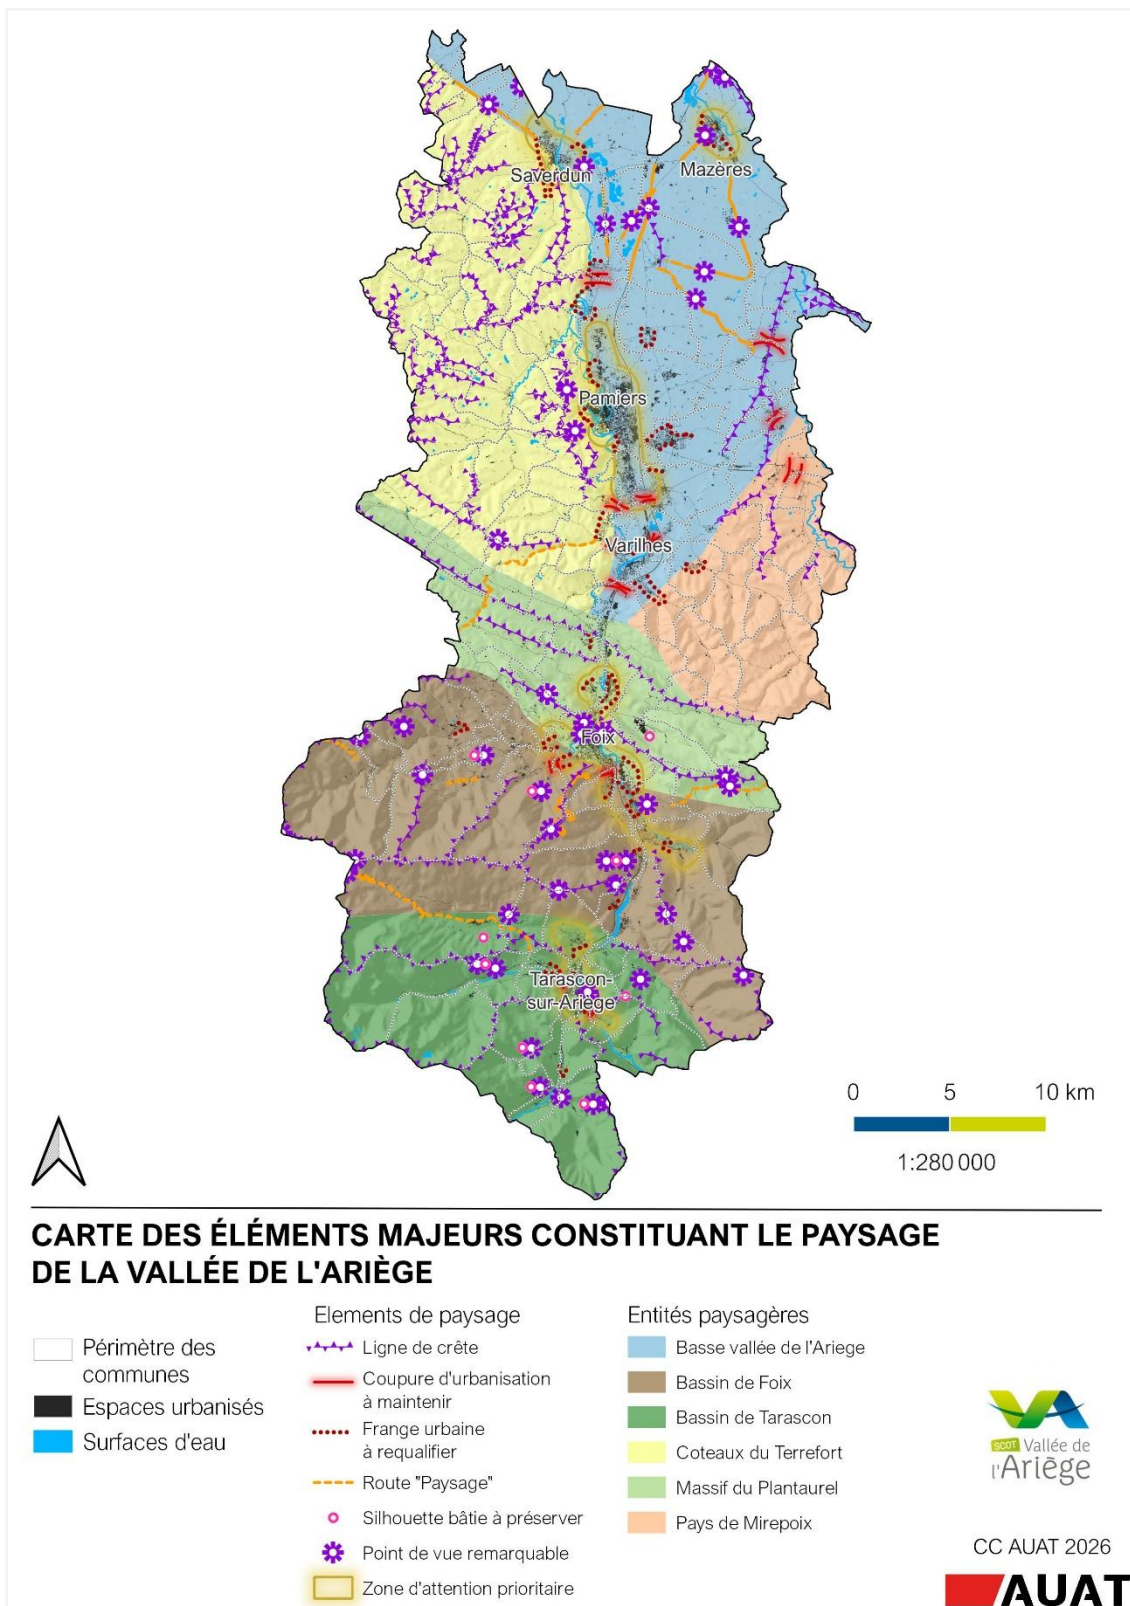 Saverdun
Mazères
Pamiers
Varilhes
Foix
Tarascon-
sur-Ariège
0 5 10 km
1:280 000
CARTE DES ÉLÉMENTS MAJEURS CONSTITUANT LE PAYSAGE
DE LA VALLÉE DE L'ARIÈGE
Périmètre des
communes
Espaces urbanisés
Surfaces d'eau
Elements de paysage
Ligne de crête
Coupure d'urbanisation
à maintenir
Frange urbaine
à requalifier
Route "Paysage"
Silhouette bâtie à préserver
Point de vue remarquable
Zone d'attention prioritaire
Entités paysagères
Basse vallée de l'Ariege
Bassin de Foix
Bassin de Tarascon
Coteaux du Terrefort
Massif du Plantaurel
Pays de Mirepoix
SCOT Vallée de
l'Ariège
CC AUAT 2026
AUAT